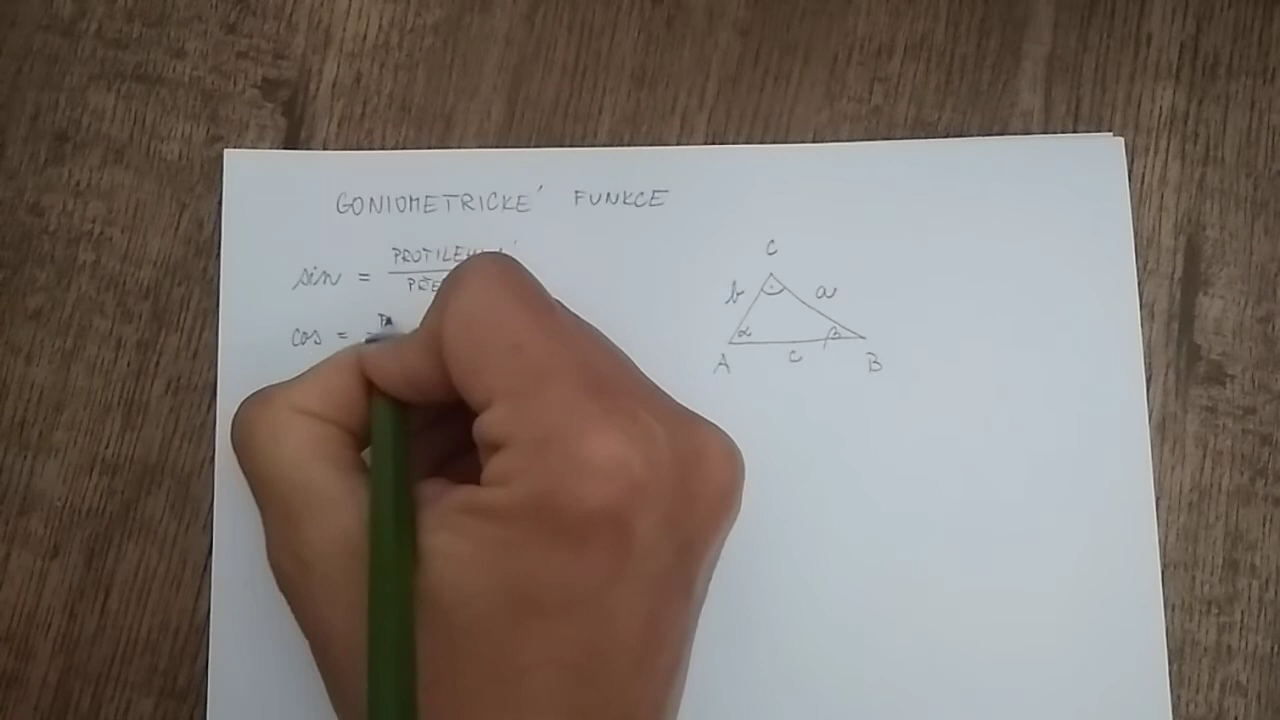 GONIOMETRICKÉ FUNKCE
sin =
cos =
C
b a
α β
A c B